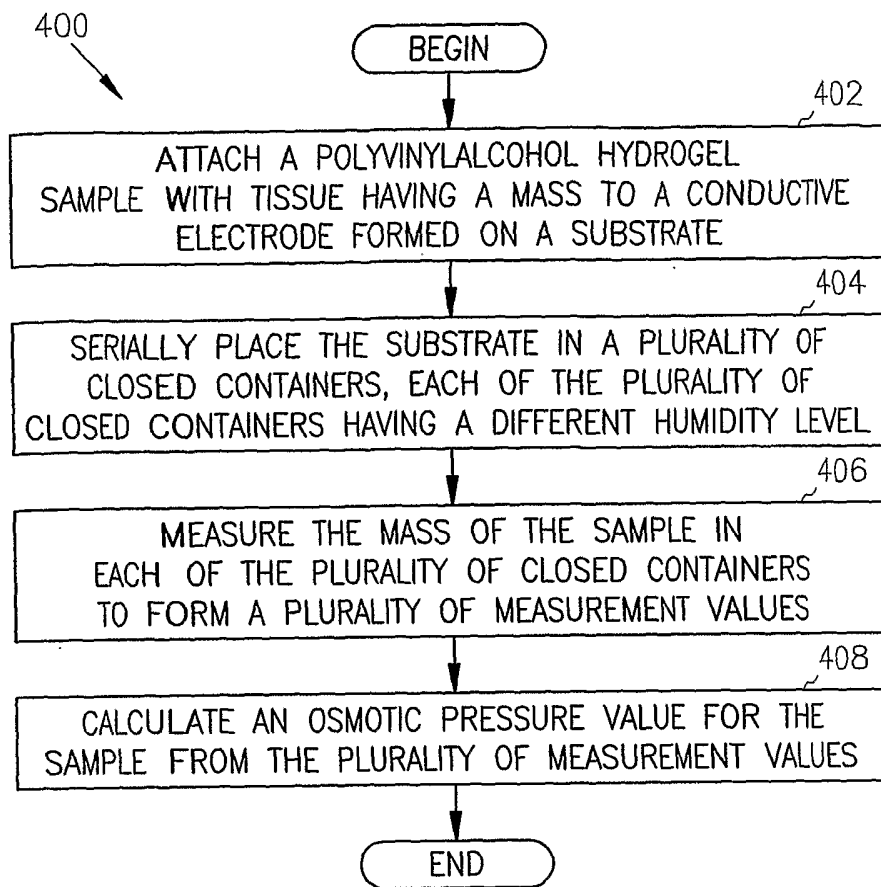 400
BEGIN
402
ATTACH A POLYVINYLALCOHOL HYDROGEL
SAMPLE WITH TISSUE HAVING A MASS TO A CONDUCTIVE
ELECTRODE FORMED ON A SUBSTRATE
404
SERIALLY PLACE THE SUBSTRATE IN A PLURALITY OF
CLOSED CONTAINERS, EACH OF THE PLURALITY OF
CLOSED CONTAINERS HAVING A DIFFERENT HUMIDITY LEVEL
406
MEASURE THE MASS OF THE SAMPLE IN
EACH OF THE PLURALITY OF CLOSED CONTAINERS
TO FORM A PLURALITY OF MEASUREMENT VALUES
408
CALCULATE AN OSMOTIC PRESSURE VALUE FOR THE
SAMPLE FROM THE PLURALITY OF MEASUREMENT VALUES
END